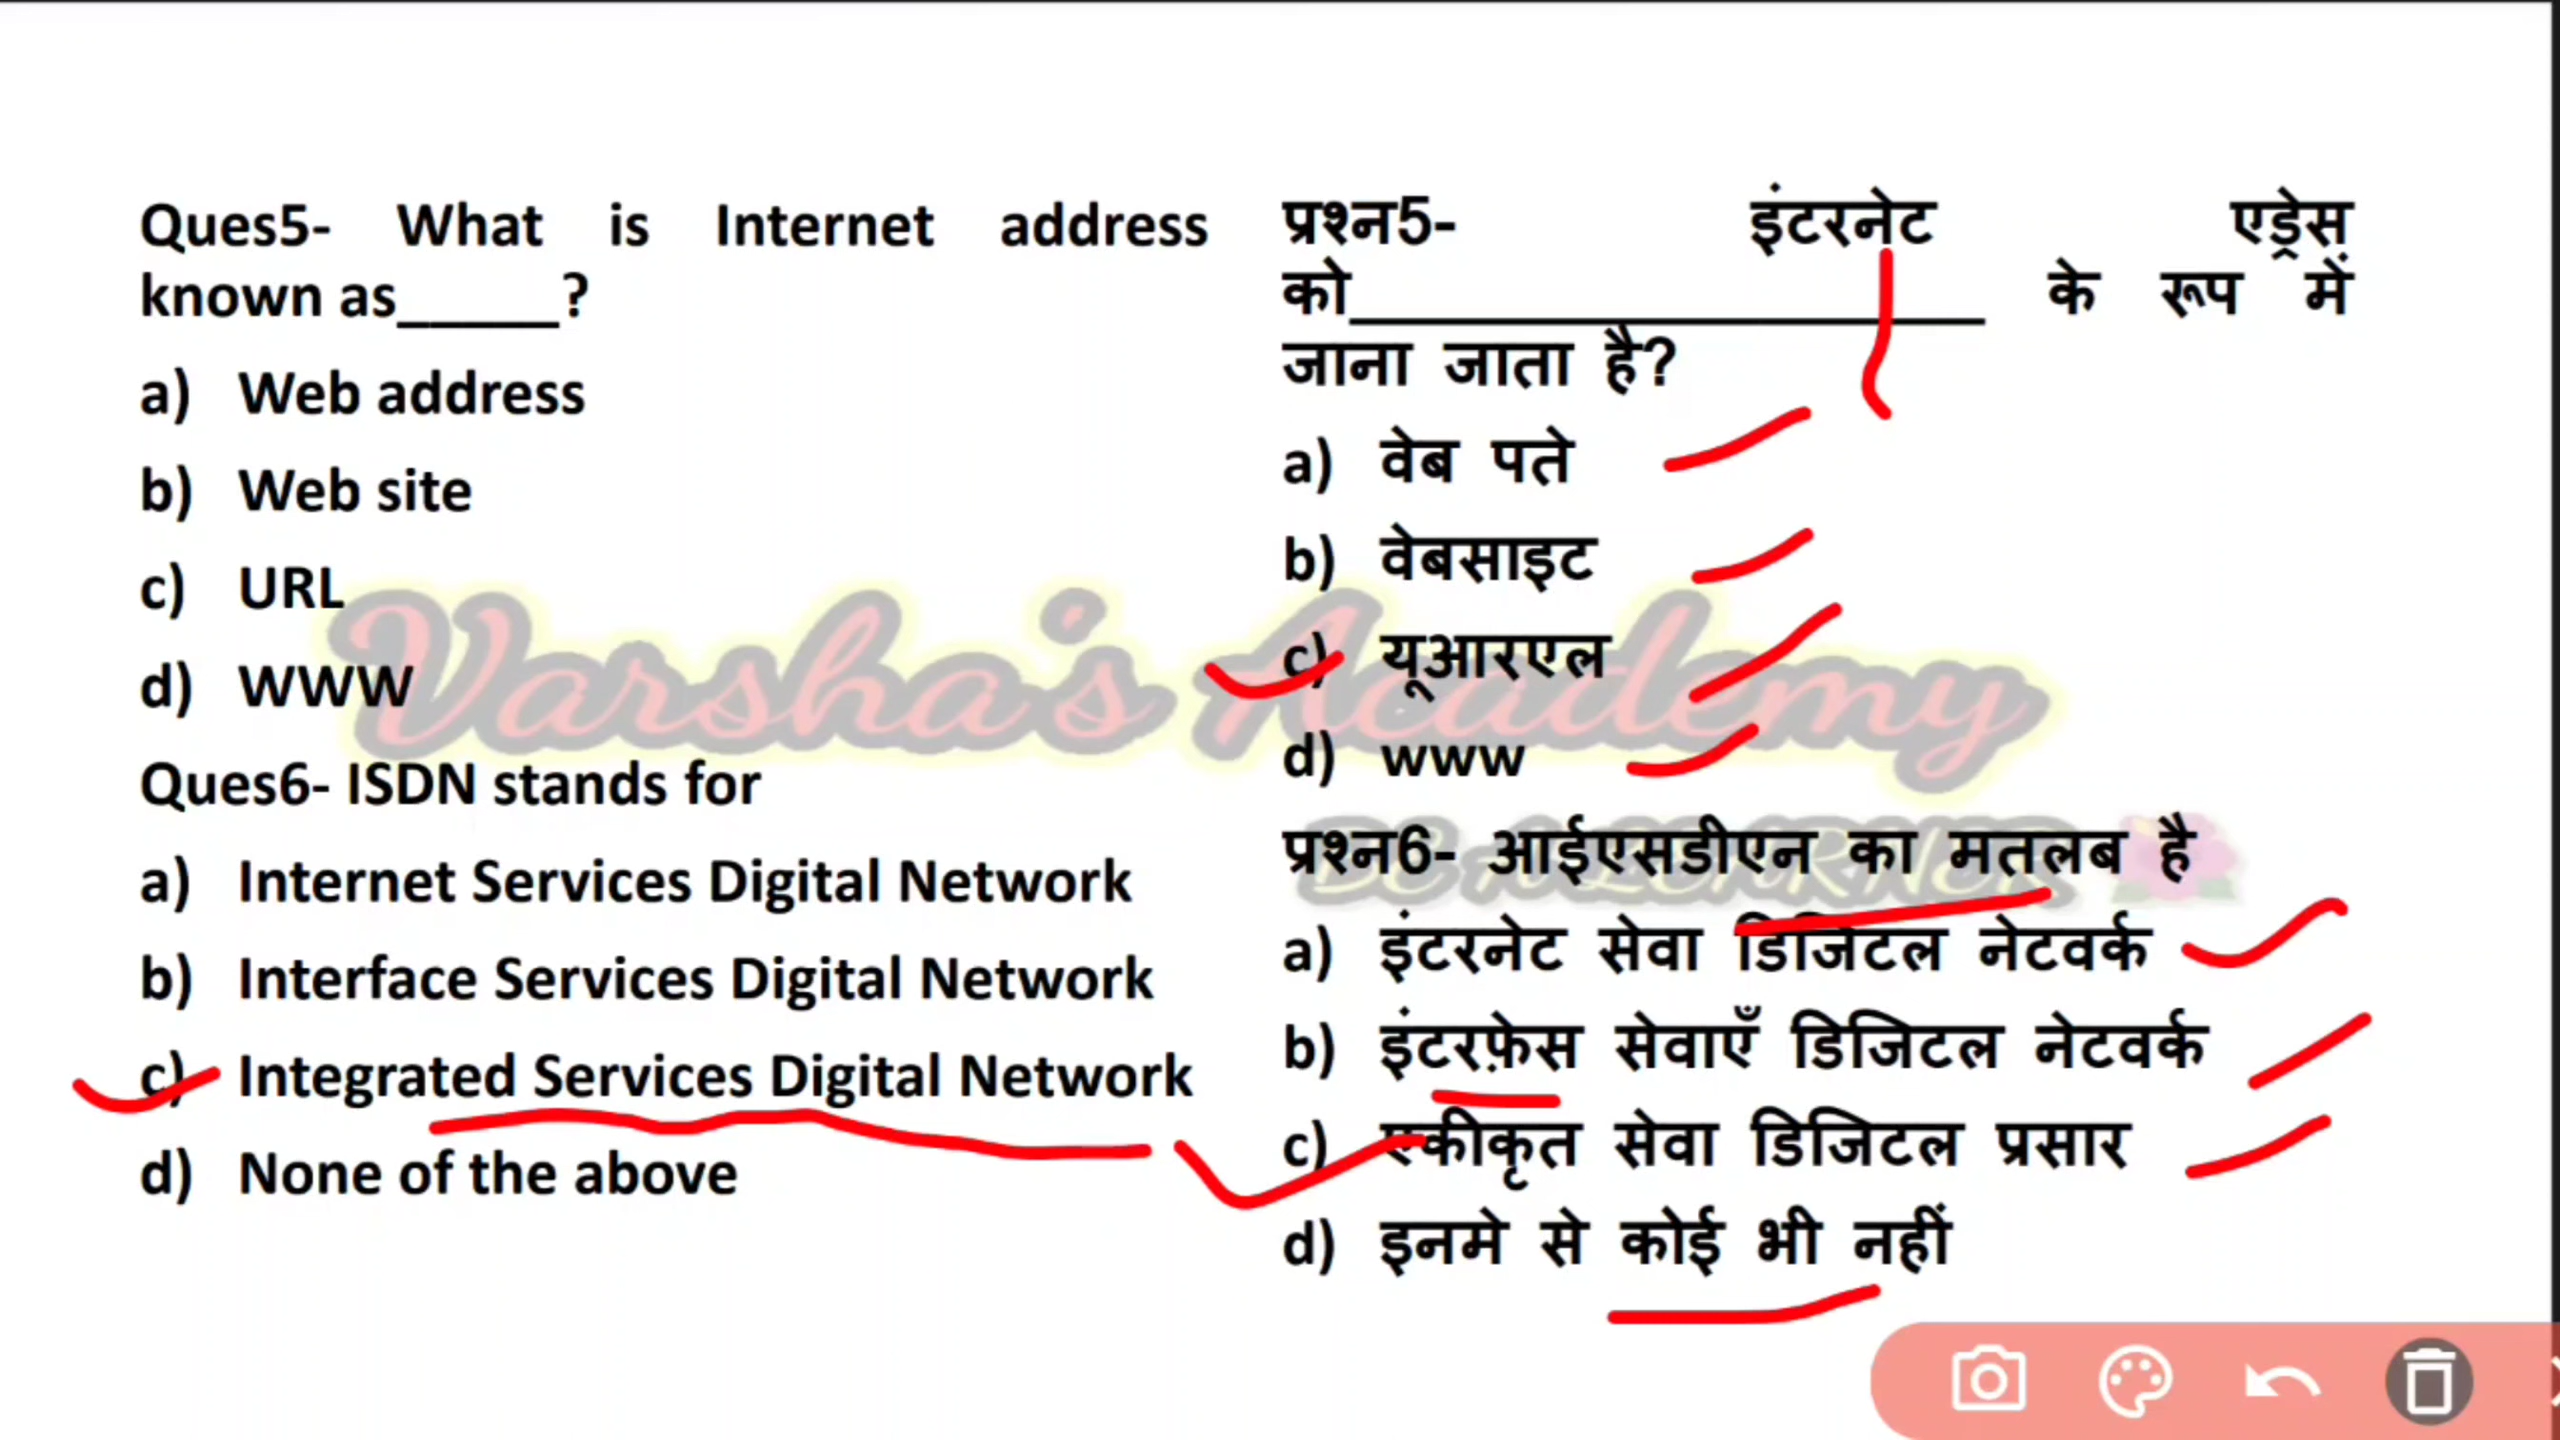 Ques5- What is Internet address
known as_____?
a) Web address
b) Web site
c) URL
d) WWW
Ques6- ISDN stands for
a) Internet Services Digital Network
b) Interface Services Digital Network
c) Integrated Services Digital Network
d) None of the above
प्रश्न5- इंटरनेट एड्रेस
को____________________ के रूप में
जाना जाता है?
a) वेब पते
b) वेबसाइट
c) यूआरएल
d) www
प्रश्न6- आईएसडीएन का मतलब है
a) इंटरनेट सेवा डिजिटल नेटवर्क
b) इंटरफ़ेस सेवाएँ डिजिटल नेटवर्क
c) एकीकृत सेवा डिजिटल प्रसार
d) इनमे से कोई भी नहीं
Varsha's Academy
BE A LEARNER